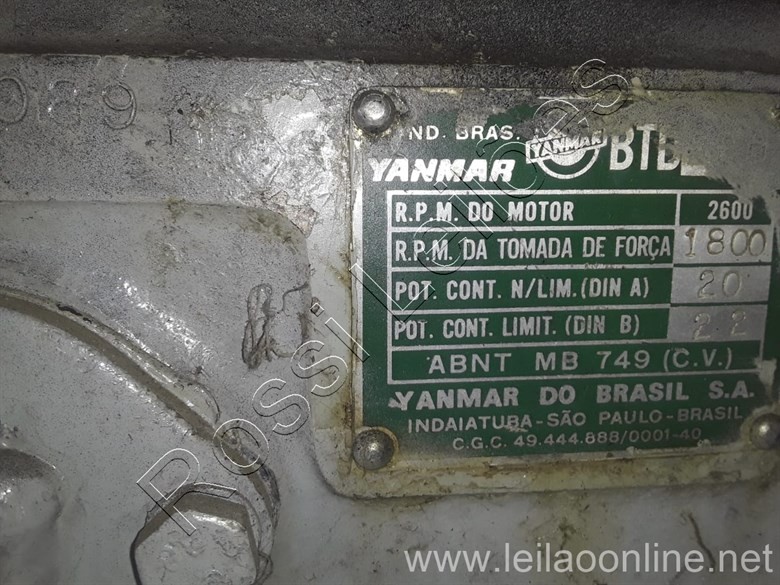 IND. BRAS.
YANMAR
YANMAR
R.P.M. DO MOTOR 2600
R.P.M. DA TOMADA DE FORÇA 1800
POT. CONT. N/LIM. (DIN A) 20
POT. CONT. LIMIT. (DIN B) 22
ABNT MB 749 (C.V.)
YANMAR DO BRASIL S.A.
INDAIATUBA-SÃO PAULO-BRASIL
C.G.C. 49.444.888/0001-40
Rossi Leilões
www.leilaoonline.net